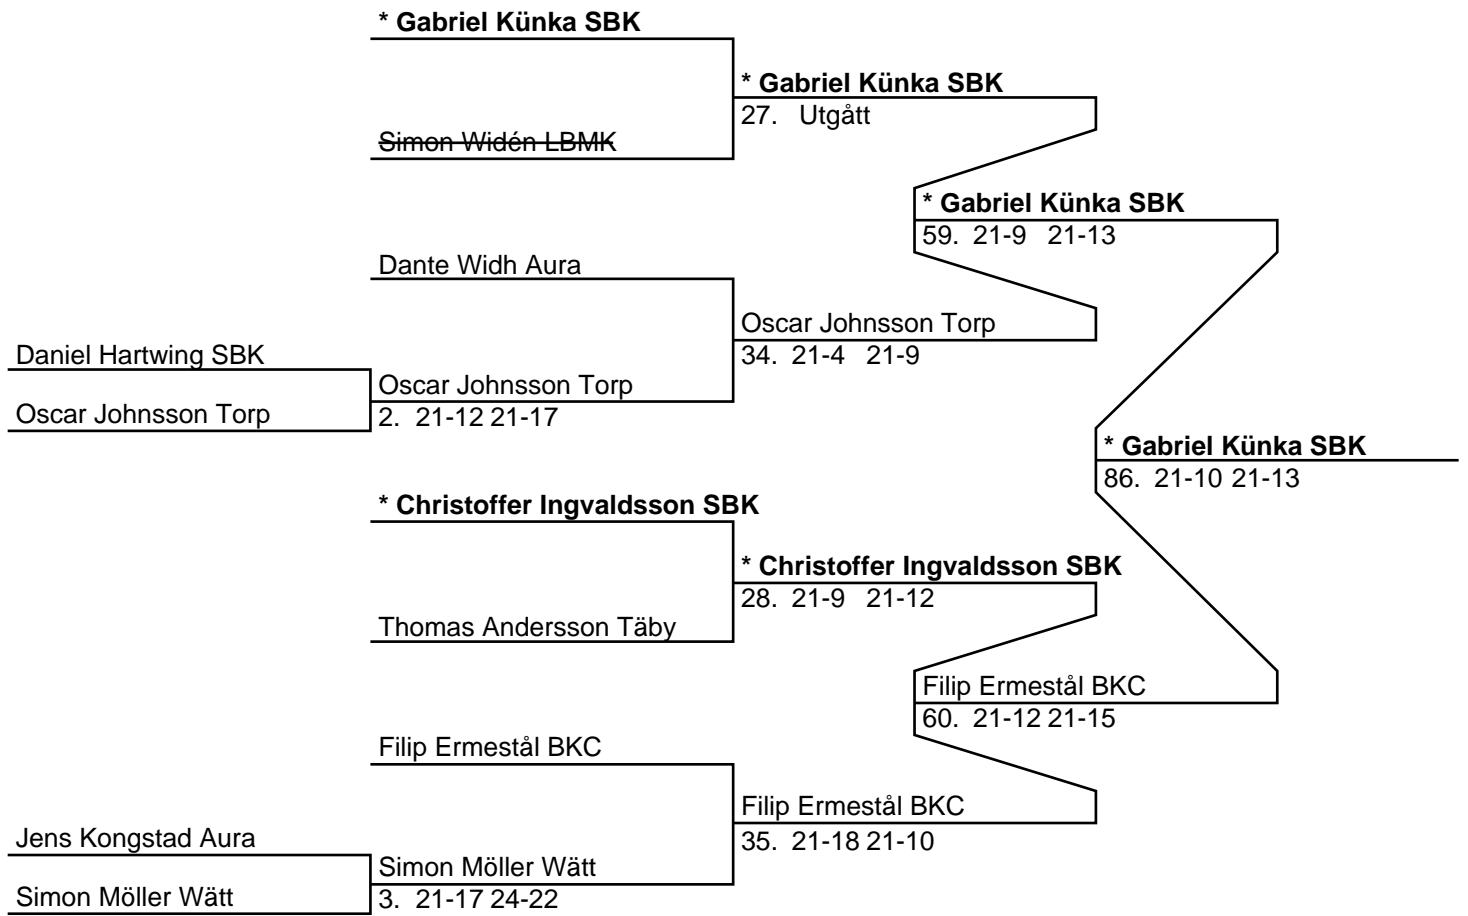 * Gabriel Künka SBK
* Gabriel Künka SBK
27. Utgått
Simon Widén LBMK
* Gabriel Künka SBK
59. 21-9 21-13
Dante Widh Aura
Oscar Johnsson Torp
34. 21-4 21-9
Daniel Hartwing SBK
Oscar Johnsson Torp
2. 21-12 21-17
Oscar Johnsson Torp
* Gabriel Künka SBK
86. 21-10 21-13
* Christoffer Ingvaldsson SBK
* Christoffer Ingvaldsson SBK
28. 21-9 21-12
Thomas Andersson Täby
Filip Ermestål BKC
60. 21-12 21-15
Filip Ermestål BKC
Filip Ermestål BKC
35. 21-18 21-10
Jens Kongstad Aura
Simon Möller Wätt
3. 21-17 24-22
Simon Möller Wätt